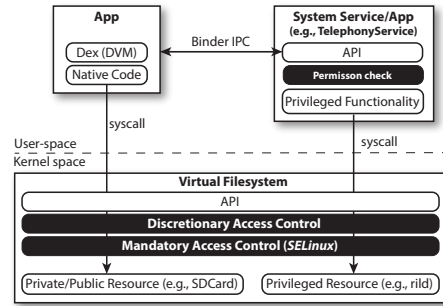 App
Dex (DVM)
Native Code
Binder IPC
System Service/App
(e.g., TelephonyService)
API
Permisson check
Privileged Functionality
syscall
syscall
User-space
Kernel space
Virtual Filesystem
API
Discretionary Access Control
Mandatory Access Control (SELinux)
Private/Public Resource (e.g., SDCard)
Privileged Resource (e.g., rild)